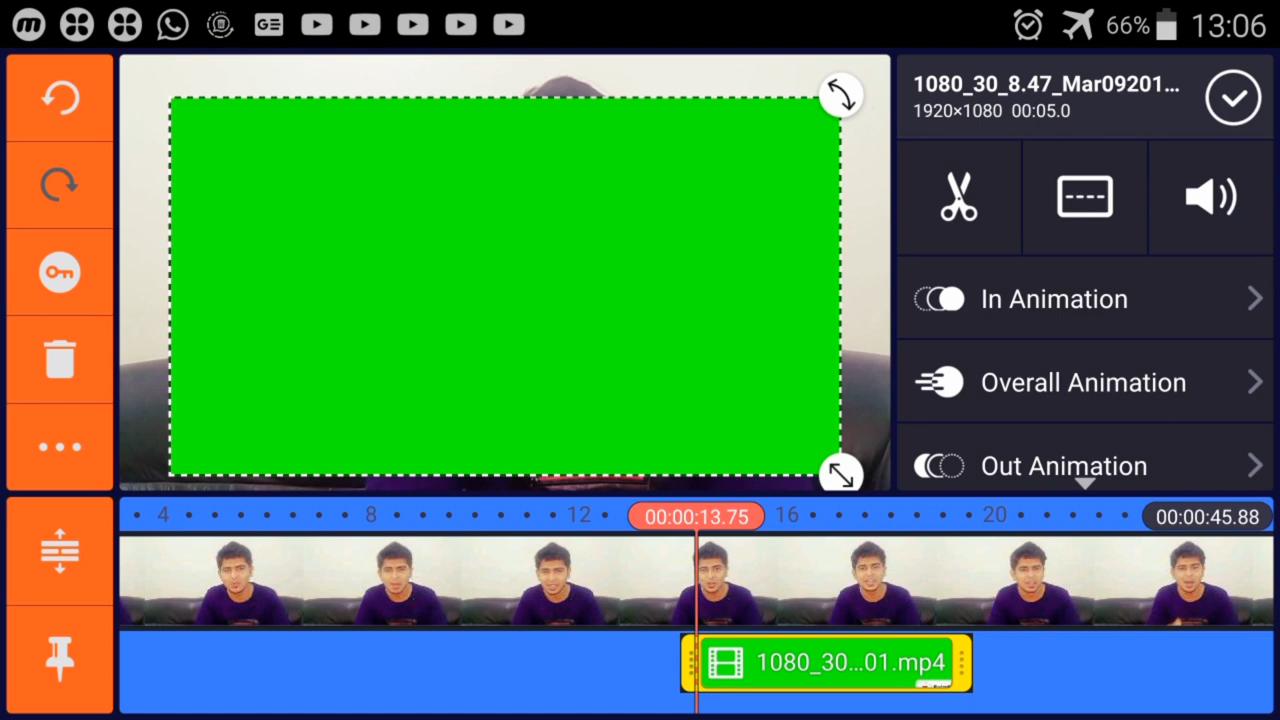 66% 13:06
1080_30_8.47_Mar09201...
1920×1080 00:05.0
In Animation
Overall Animation
Out Animation
4 8 12 00:00:13.75 16 20 00:00:45.88
1080_30...01.mp4